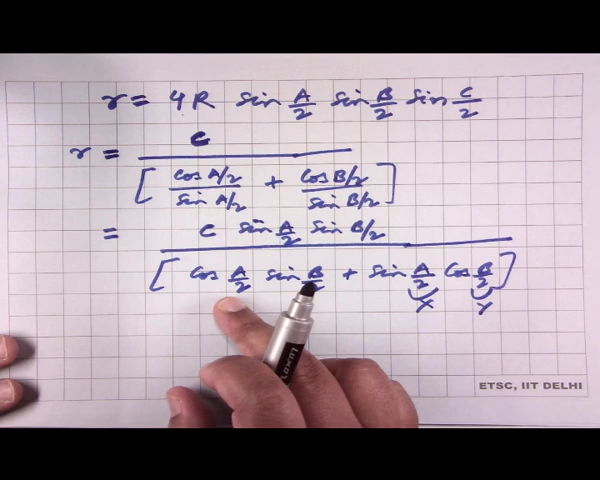 r = 4R sin A/2 sin B/2 sin C/2
r = c / [ cos A/2 / sin A/2 + cos B/2 / sin B/2 ]
= c sin A/2 sin B/2 / [ cos A/2 sin B/2 + sin A/2 cos B/2 ]
x y
LUXOR
ETSC, IIT DELHI